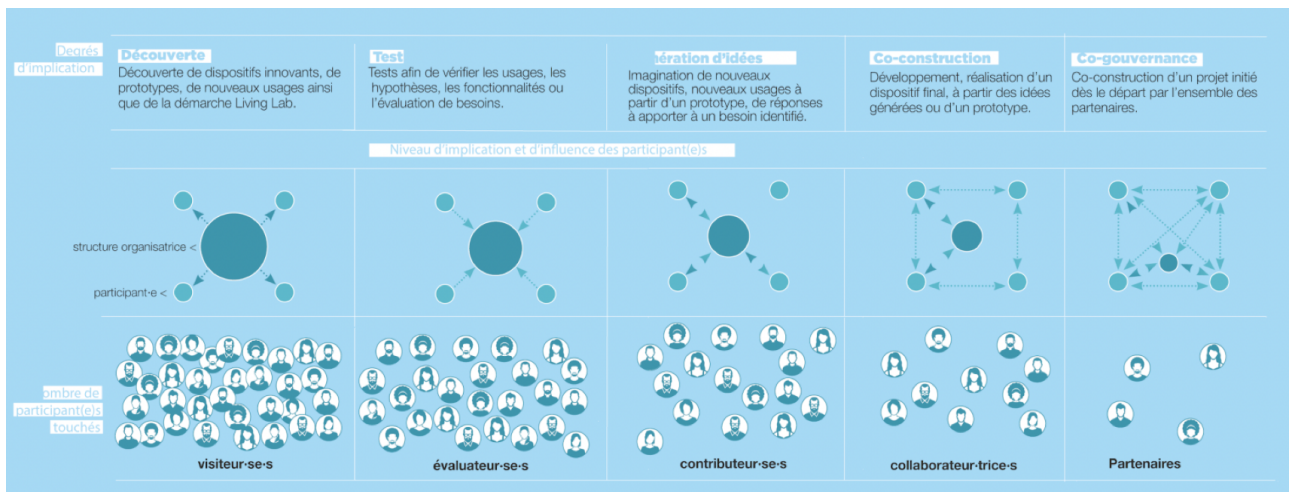 Degrés
d'implication
Découverte
Découverte de dispositifs innovants, de
prototypes, de nouveaux usages ainsi
que de la démarche Living Lab.
Test
Tests afin de vérifier les usages, les
hypothèses, les fonctionnalités ou
l'évaluation de besoins.
nération d'idées
Imagination de nouveaux
dispositifs, nouveaux usages à
partir d'un prototype, de réponses
à apporter à un besoin identifié.
Co-construction
Développement, réalisation d'un
dispositif final, à partir des idées
générées ou d'un prototype.
Co-gouvernance
Co-construction d'un projet initié
dès le départ par l'ensemble des
partenaires.
Niveau d'implication et d'influence des participant(e)s
structure organisatrice <
participant·e <
ombre de
participant(e)s
touchés
visiteur·se·s
évaluateur·se·s
contributeur·se·s
collaborateur·trice·s
Partenaires